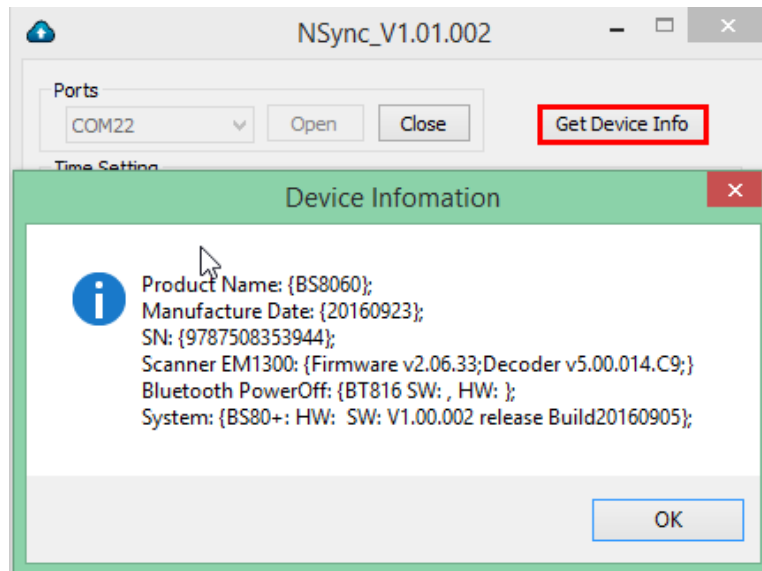 NSync_V1.01.002
Ports
COM22
Open
Close
Get Device Info
Time Setting
Device Infomation
Product Name: {BS8060};
Manufacture Date: {20160923};
SN: {9787508353944};
Scanner EM1300: {Firmware v2.06.33;Decoder v5.00.014.C9;}
Bluetooth PowerOff: {BT816 SW: , HW: };
System: {BS80+: HW:  SW: V1.00.002 release Build20160905};
OK